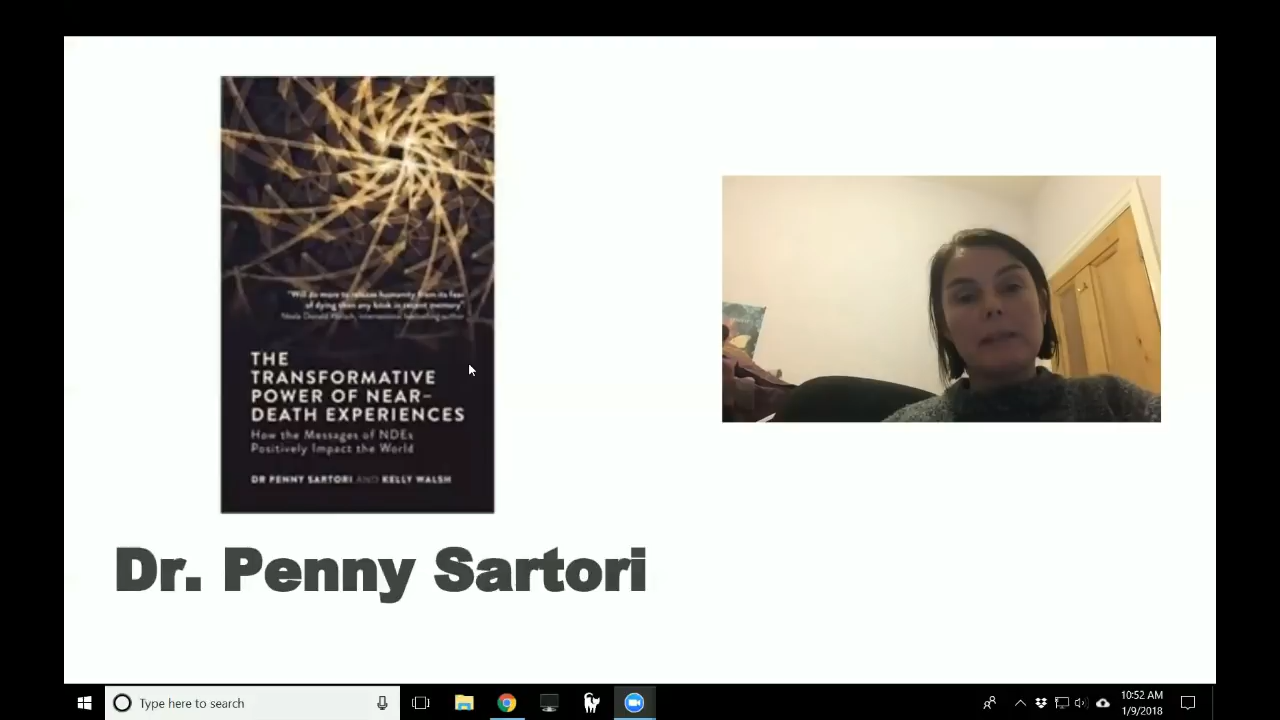 "Will do more to release humanity from its fear
of dying than any book in recent memory"
Neale Donald Walsch, international bestselling author
THE
TRANSFORMATIVE
POWER OF NEAR-
DEATH EXPERIENCES
How the Messages of NDEs
Positively Impact the World
DR PENNY SARTORI AND KELLY WALSH
Dr. Penny Sartori
Type here to search
10:52 AM
1/9/2018